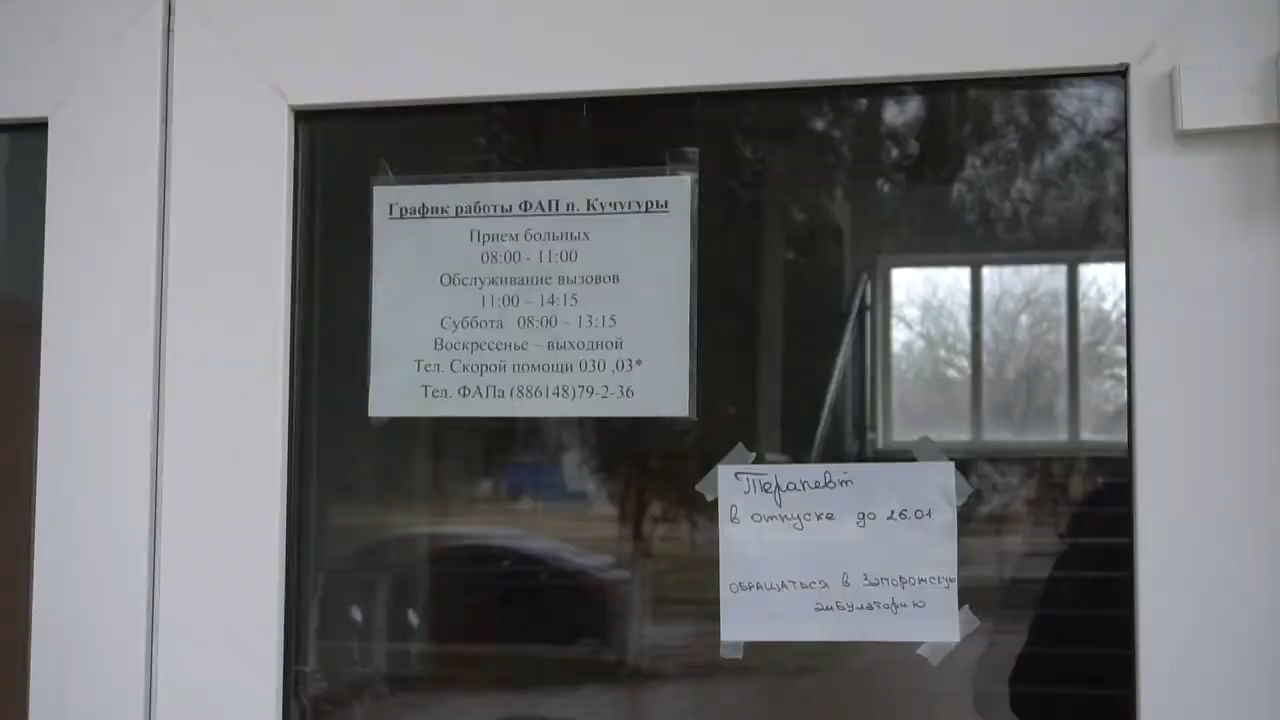 График работы ФАП п. Кучугуры
Прием больных
08:00 - 11:00
Обслуживание вызовов
11:00 – 14:15
Суббота 08:00 – 13:15
Воскресенье – выходной
Тел. Скорой помощи 030 ,03*
Тел. ФАПа (886148)79-2-36
Терапевт
в отпуске до 26.01.
ОБРАЩАТЬСЯ в Запорожскую
амбулаторию